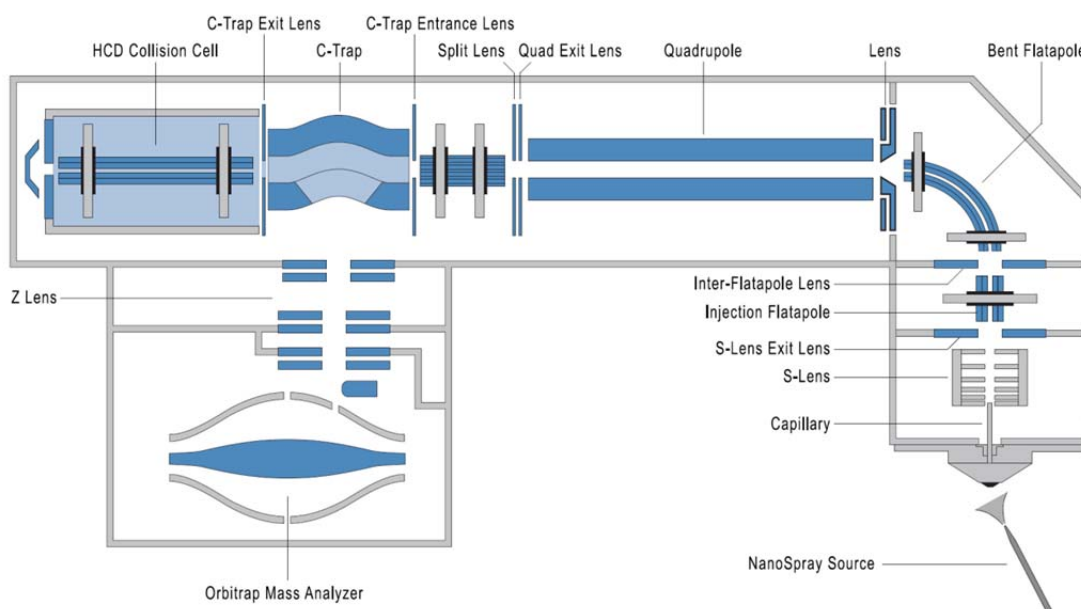 C-Trap Exit Lens
C-Trap Entrance Lens
HCD Collision Cell
C-Trap
Split Lens
Quad Exit Lens
Quadrupole
Lens
Bent Flatapole
Z Lens
Inter-Flatapole Lens
Injection Flatapole
S-Lens Exit Lens
S-Lens
Capillary
NanoSpray Source
Orbitrap Mass Analyzer